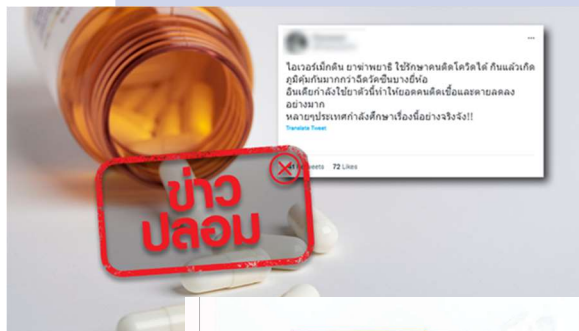 ไอเวอร์เม็กติน ยาฆ่าพยาธิ ใช้รักษาคนติดโควิดได้ กินแล้วเกิด
ภูมิคุ้มกันมากกว่าฉีดวัคซีนบางยี่ห้อ
อินเดียกำลังใช้ยาตัวนี้ทำให้ยอดคนติดเชื้อและตายลดลง
อย่างมาก
หลายๆประเทศกำลังศึกษาเรื่องนี้อย่างจริงจัง!!
Translate Tweet
72 Likes
ข่าว
ปลอม